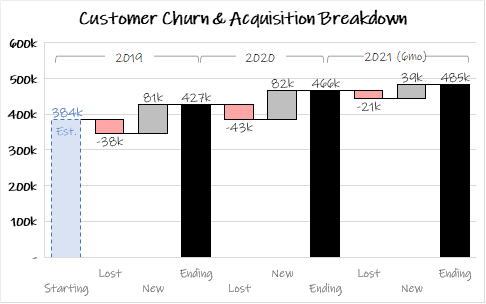 Customer Churn & Acquisition Breakdown
600k
2019
2020
2021 (6mo)
500k
81k
427k
82k
466k
39k
485k
400k
384k
Est.
-38k
-43k
-21k
300k
200k
100k
-
Lost
Ending
New
Lost
Ending
Starting
New
Lost
Ending
New